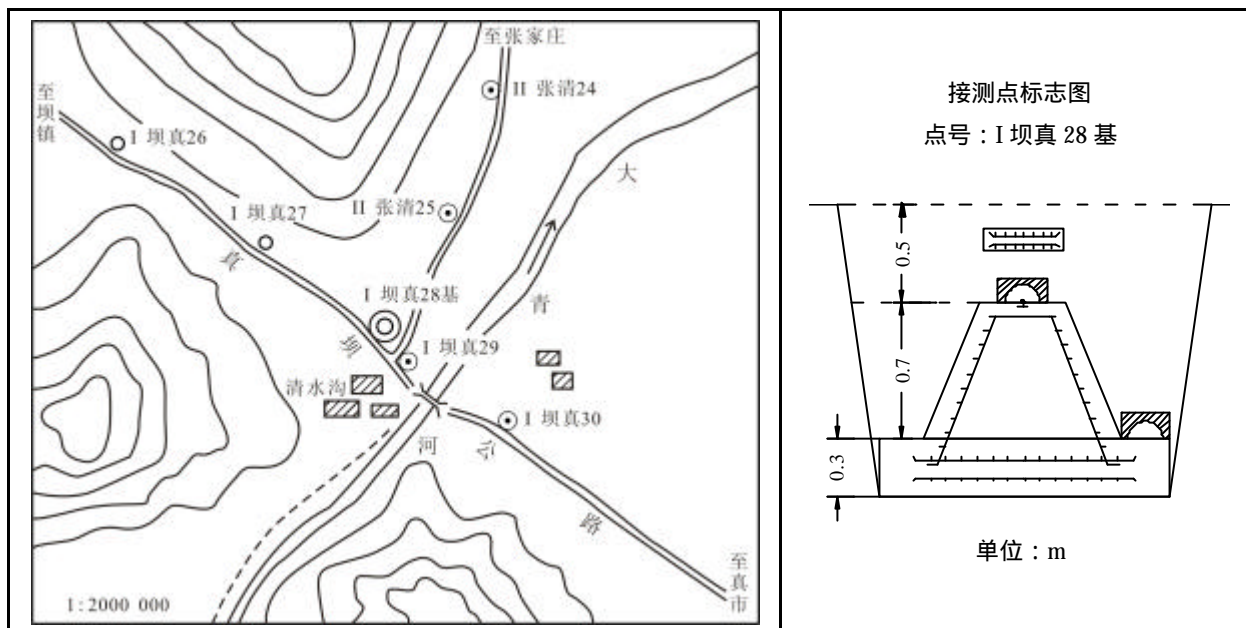 至张家庄
II 张清24
至坝镇
I 坝真26
大
I 坝真27
II 张清25
真
I 坝真28基
青
坝
I 坝真29
清水沟
I 坝真30
河
公
路
至真市
1:2000 000
接测点标志图
点号：I 坝真 28 基
0.5
0.7
0.3
单位：m